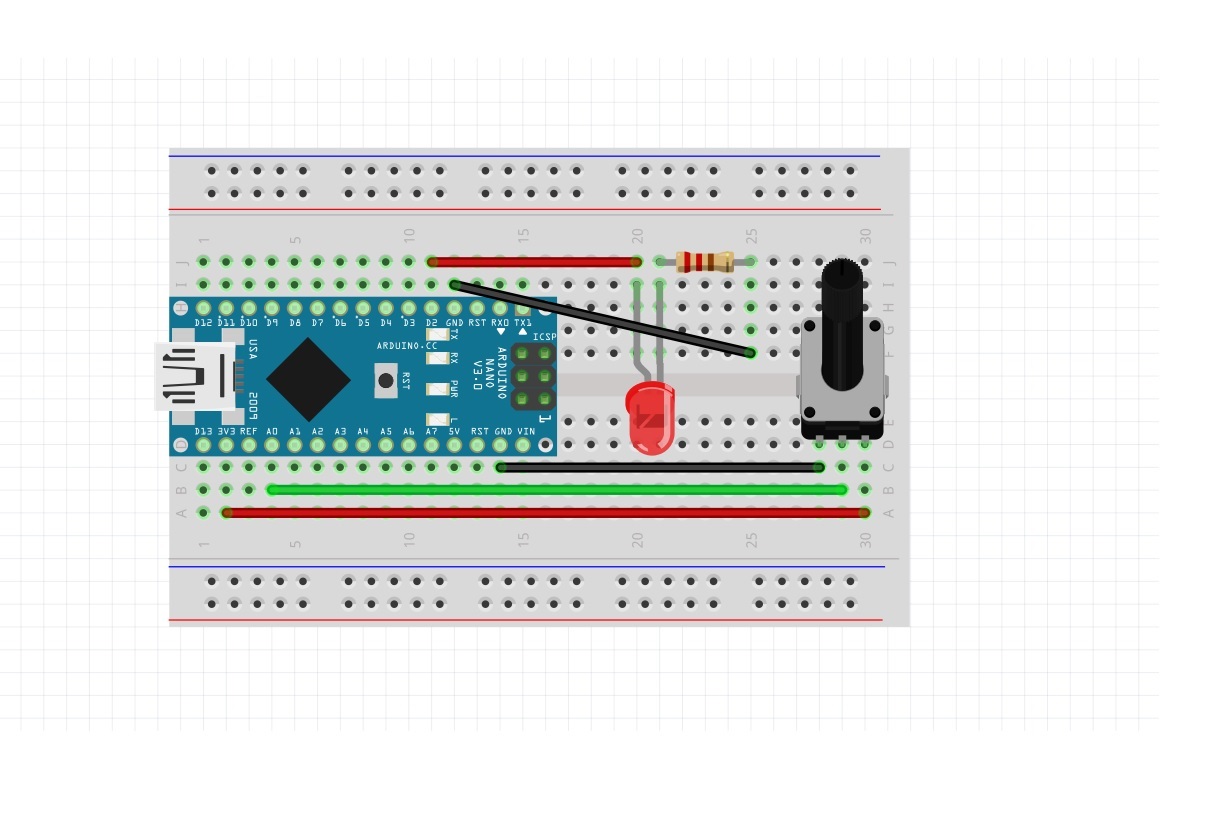 1 5 10 15 20 25 30
J J
I I
H H
D12 D11 D10 D9 D8 D7 D6 D5 D4 D3 D2 GND RST RX0 TX1
G
TX
ICSP
USA
ARDUINO.CC
RX
F
RST
ARDUINO
NANO
V3.0
PWR
2009
L
1
E
D13 3V3 REF A0 A1 A2 A3 A4 A5 A6 A7 5V RST GND VIN
D D
C C
B B
A A
1 5 10 15 20 25 30